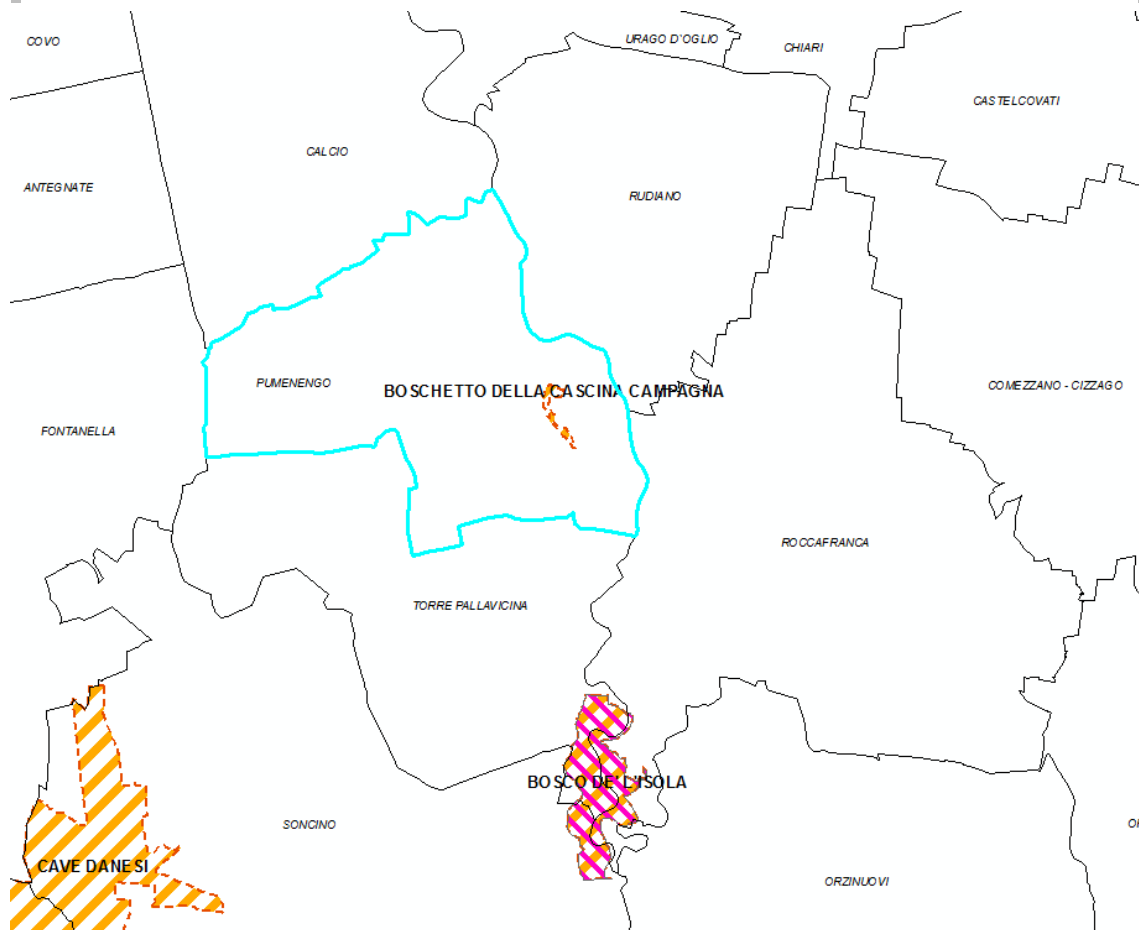 COVO
URAGO D'OGLIO
CHIARI
CASTELCOVATI
CALCIO
ANTEGNATE
RUDIANO
PUMENENGO
BOSCHETTO DELLA CASCINA CAMPAGNA
COMEZZANO - CIZZAGO
FONTANELLA
ROCCAFRANCA
TORRE PALLAVICINA
BOSCO DE'L'ISOLA
SONCINO
CAVE DANESI
ORZINUOVI